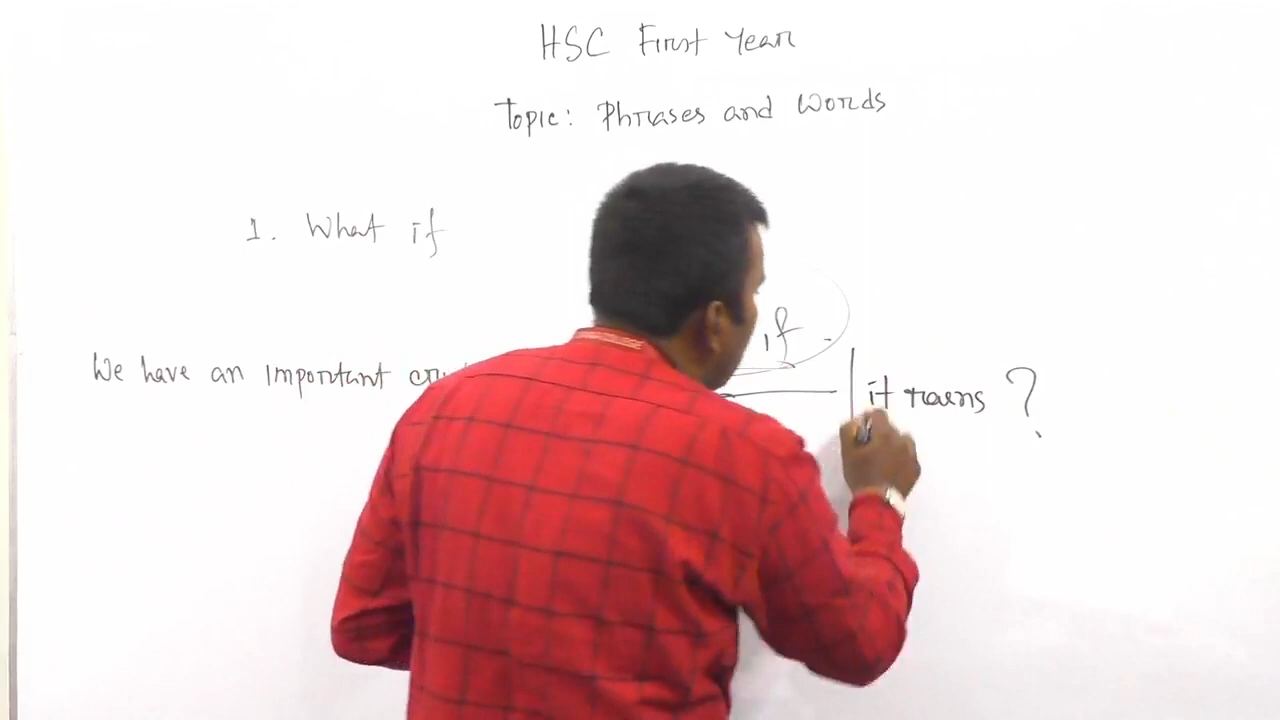 HSC First Year
Topic: Phrases and Words
1. What if
if.
We have an important
it rains ?